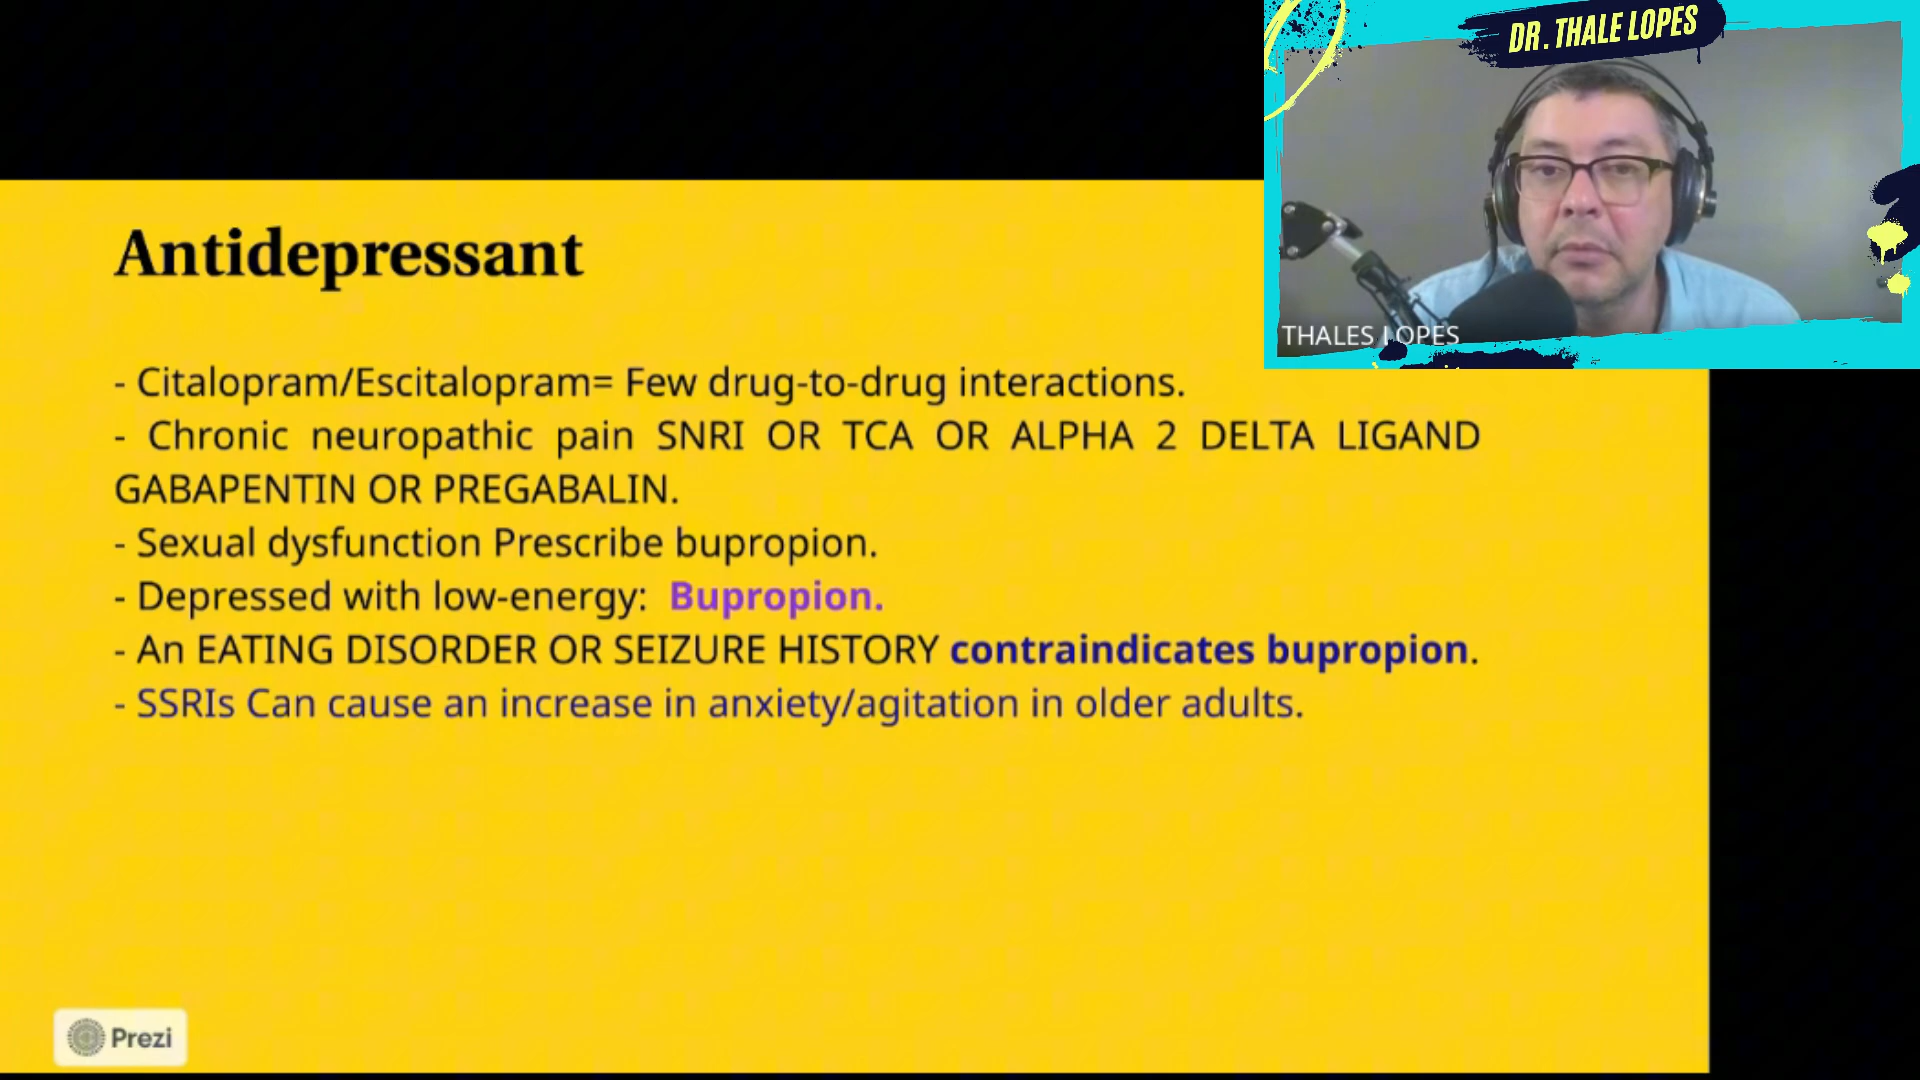 DR. THALE LOPES
THALES LOPES
Antidepressant
- Citalopram/Escitalopram= Few drug-to-drug interactions.
- Chronic neuropathic pain SNRI OR TCA OR ALPHA 2 DELTA LIGAND
GABAPENTIN OR PREGABALIN.
- Sexual dysfunction Prescribe bupropion.
- Depressed with low-energy: Bupropion.
- An EATING DISORDER OR SEIZURE HISTORY contraindicates bupropion.
- SSRIs Can cause an increase in anxiety/agitation in older adults.
Prezi